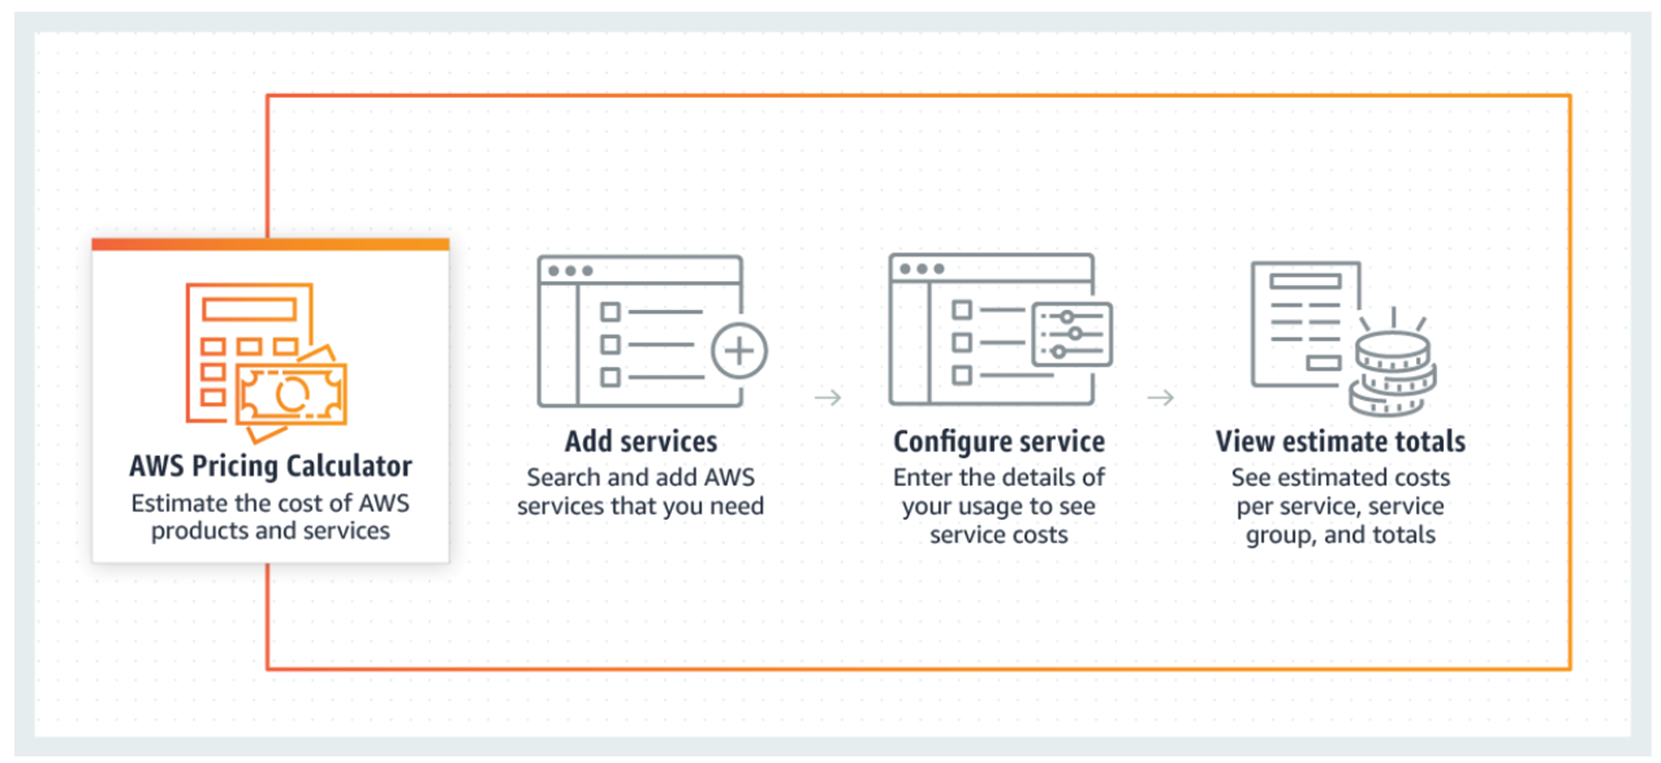 AWS Pricing Calculator
Estimate the cost of AWS
products and services
Add services
Search and add AWS
services that you need
Configure service
Enter the details of
your usage to see
service costs
View estimate totals
See estimated costs
per service, service
group, and totals